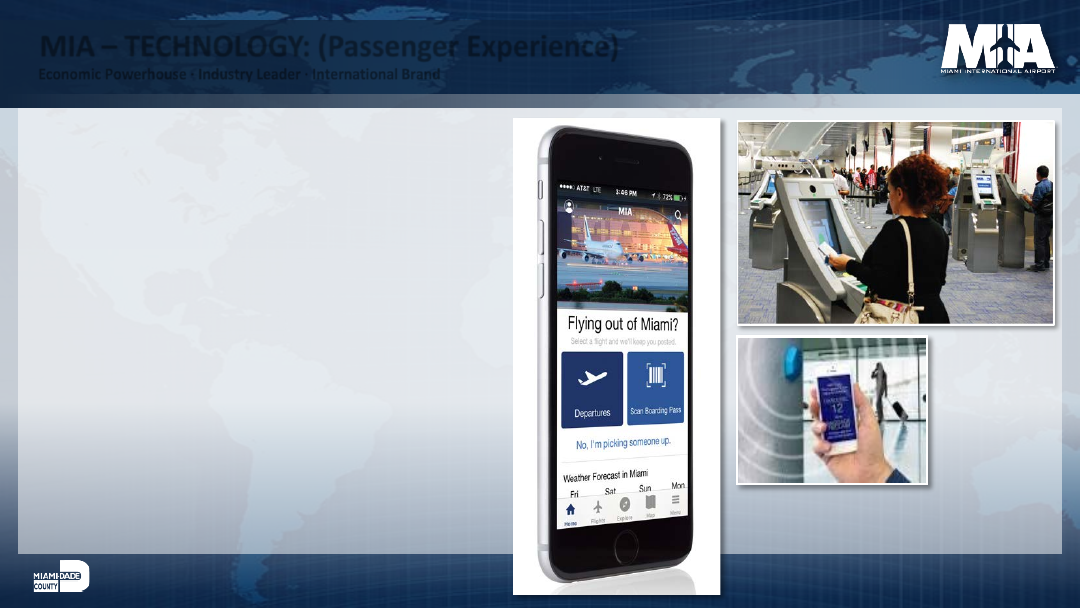 MIA – TECHNOLOGY: (Passenger Experience)
Economic Powerhouse · Industry Leader · International Brand
MIA
MIAMI INTERNATIONAL AIRPORT
AT&T LTE 3:46 PM 72%
MIA
Flying out of Miami?
Select a flight and we'll keep you posted.
Departures
Scan Boarding Pass
No, I'm picking someone up.
Weather Forecast in Miami
Fri Sat Sun Mon
Home Flights Explore Map Menu
12
MIAMI-DADE
COUNTY